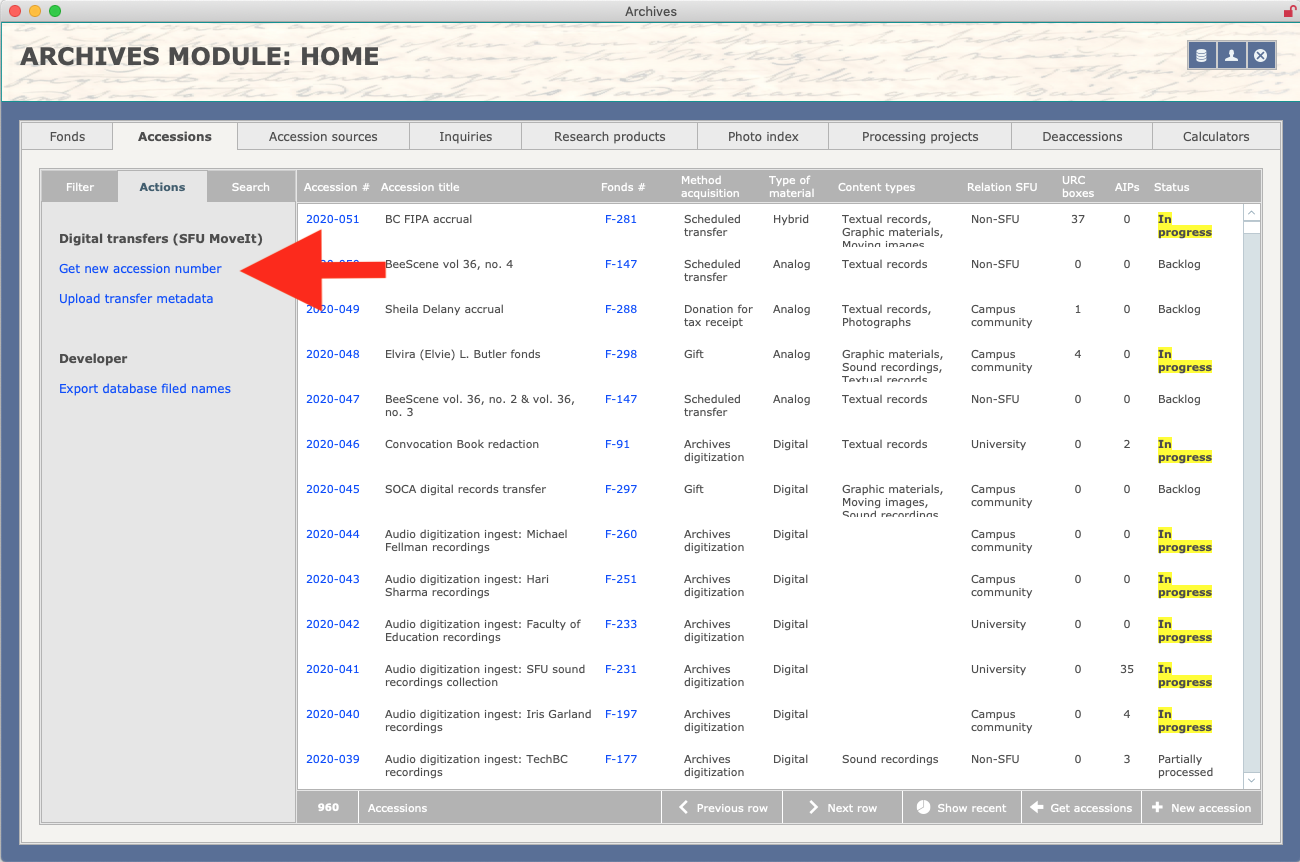 Archives
ARCHIVES MODULE: HOME
Fonds Accessions Accession sources Inquiries Research products Photo index Processing projects Deaccessions Calculators
Filter Actions Search
Digital transfers (SFU MoveIt)
Get new accession number
Upload transfer metadata
Developer
Export database filed names
Accession # Accession title Fonds # Method acquisition Type of material Content types Relation SFU URC boxes AIPs Status
2020-051 BC FIPA accrual F-281 Scheduled transfer Hybrid Textual records, Graphic materials, Moving images Non-SFU 37 0 In progress
BeeScene vol 36, no. 4 F-147 Scheduled transfer Analog Textual records Non-SFU 0 0 Backlog
2020-049 Sheila Delany accrual F-288 Donation for tax receipt Analog Textual records, Photographs Campus community 1 0 Backlog
2020-048 Elvira (Elvie) L. Butler fonds F-298 Gift Analog Graphic materials, Sound recordings, Textual records Campus community 4 0 In progress
2020-047 BeeScene vol. 36, no. 2 & vol. 36, no. 3 F-147 Scheduled transfer Analog Textual records Non-SFU 0 0 Backlog
2020-046 Convocation Book redaction F-91 Archives digitization Digital Textual records University 0 2 In progress
2020-045 SOCA digital records transfer F-297 Gift Digital Graphic materials, Moving images, Sound recordings Campus community 0 0 Backlog
2020-044 Audio digitization ingest: Michael Fellman recordings F-260 Archives digitization Digital Campus community 0 0 In progress
2020-043 Audio digitization ingest: Hari Sharma recordings F-251 Archives digitization Digital Campus community 0 0 In progress
2020-042 Audio digitization ingest: Faculty of Education recordings F-233 Archives digitization Digital University 0 0 In progress
2020-041 Audio digitization ingest: SFU sound recordings collection F-231 Archives digitization Digital University 0 35 In progress
2020-040 Audio digitization ingest: Iris Garland recordings F-197 Archives digitization Digital Campus community 0 4 In progress
2020-039 Audio digitization ingest: TechBC recordings F-177 Archives digitization Digital Sound recordings Non-SFU 0 3 Partially processed
960 Accessions Previous row Next row Show recent Get accessions New accession